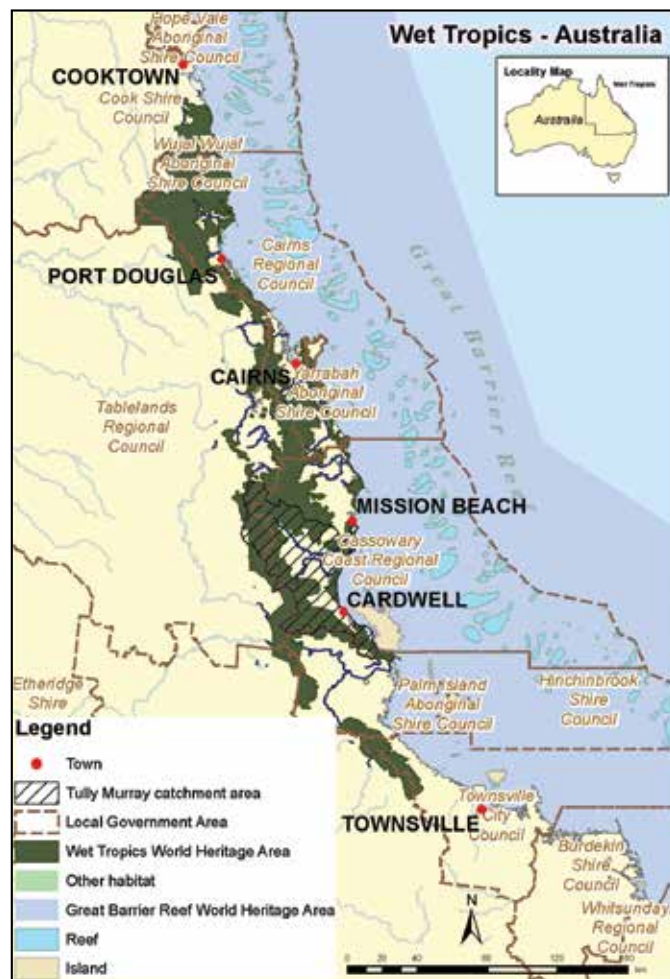 Wet Tropics - Australia
Hope Vale
Aboriginal
Shire Council
COOKTOWN
Cook Shire
Council
Locality Map
Wet Tropics
Australia
Wujal Wujal
Aboriginal
Shire Council
Cairns
Regional
Council
PORT DOUGLAS
Great Barrier Reef
CAIRNS
Yarrabah
Aboriginal
Shire Council
Tablelands
Regional
Council
MISSION BEACH
Cassowary
Coast Regional
Council
CARDWELL
Etheridge
Shire
Palm Island
Aboriginal
Shire Council
Hinchinbrook
Shire
Council
Legend
Town
Tully Murray catchment area
Local Government Area
Wet Tropics World Heritage Area
Other habitat
Great Barrier Reef World Heritage Area
Reef
Island
TOWNSVILLE
Townsville
City
Council
Burdekin
Shire
Council
Whitsunday
Regional
Council
N